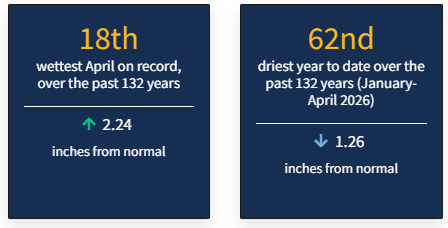 18th
wettest April on record,
over the past 132 years
2.24
inches from normal
62nd
driest year to date over the
past 132 years (January-
April 2026)
1.26
inches from normal